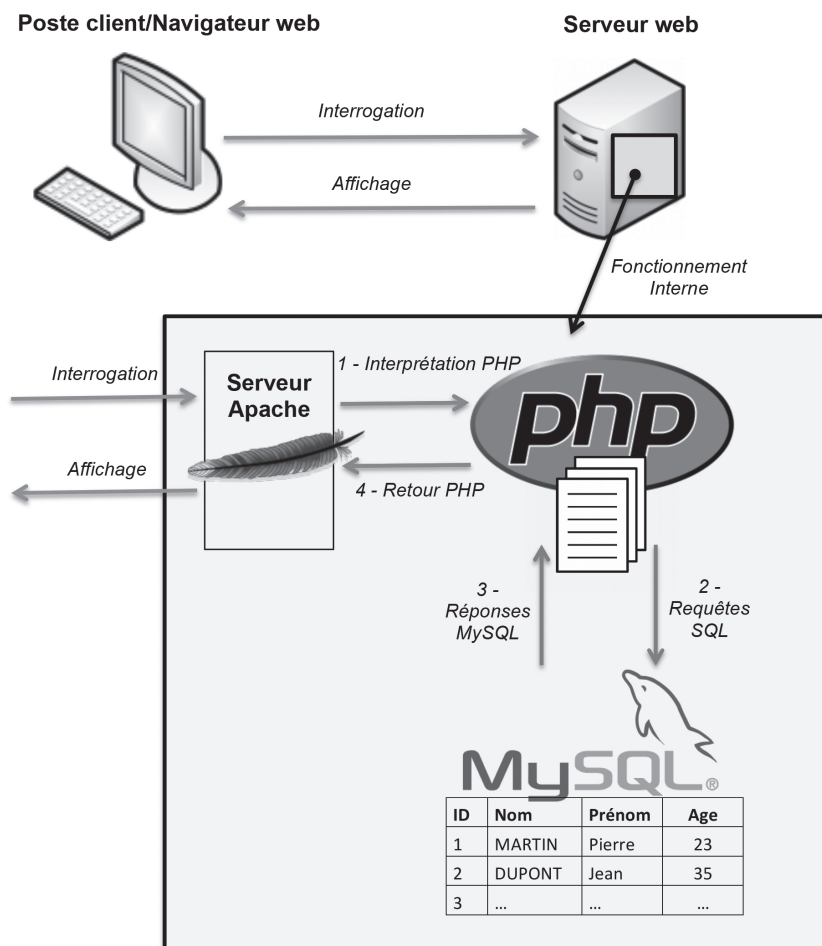 Poste client/Navigateur web
Serveur web
Interrogation
Affichage
Fonctionnement
Interne
Interrogation
Serveur
Apache
1 - Interprétation PHP
php
Affichage
4 - Retour PHP
3 -
Réponses
MySQL
2 -
Requêtes
SQL
MySQL®
ID Nom Prénom Age
1 MARTIN Pierre 23
2 DUPONT Jean 35
3 ... ... ...